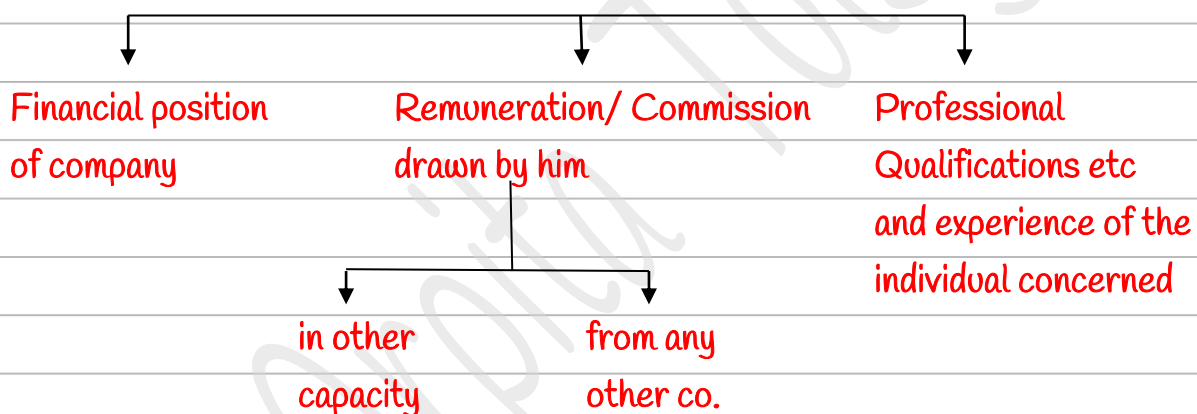 Financial position
of company
Remuneration/ Commission
drawn by him
in other
capacity
from any
other co.
Professional
Qualifications etc
and experience of the
individual concerned